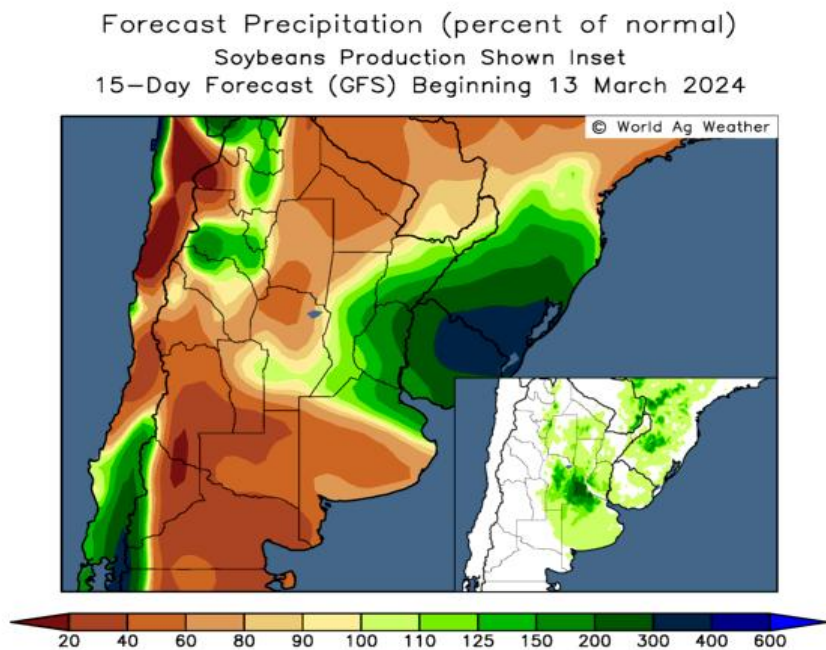 Forecast Precipitation (percent of normal)
Soybeans Production Shown Inset
15-Day Forecast (GFS) Beginning 13 March 2024
© World Ag Weather
20 40 60 80 90 100 110 125 150 200 300 400 600